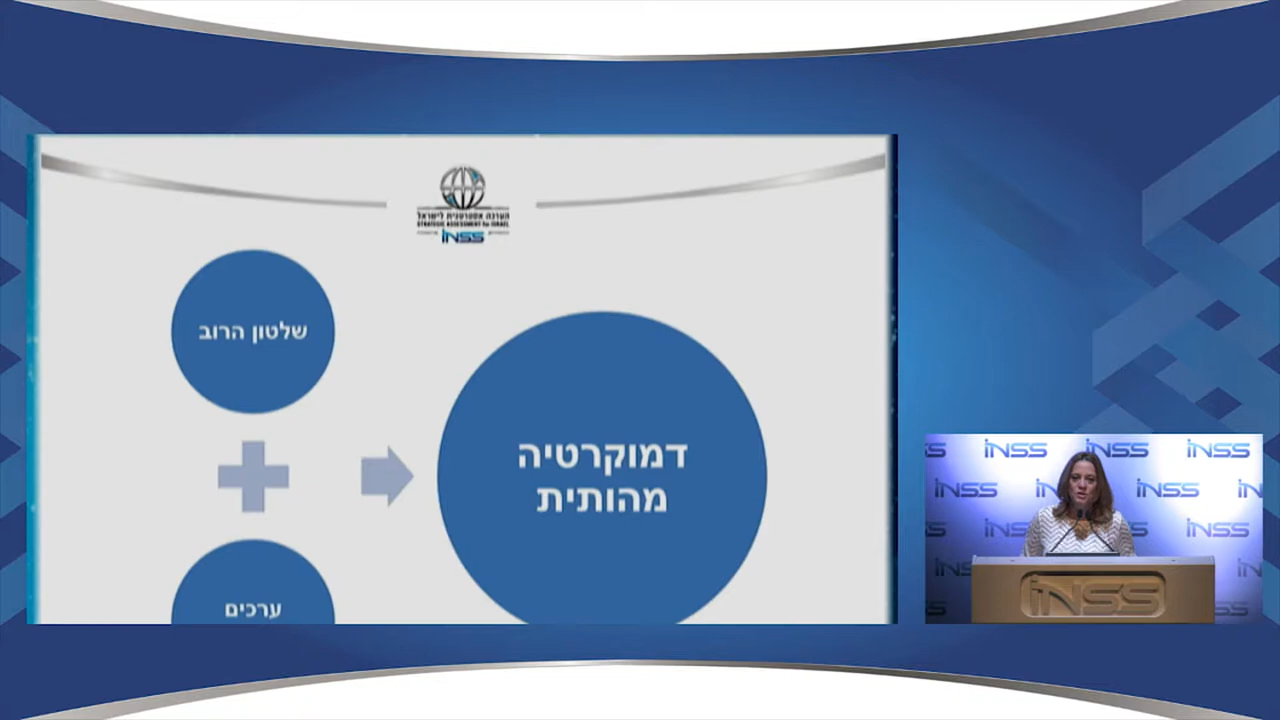 הערכה אסטרטגית לישראל
STRATEGIC ASSESSMENT for ISRAEL
INSS
שלטון הרוב
דמוקרטיה
מהותית
ערכים
INSS INSS
INSS INSS
INSS INSS
INSS